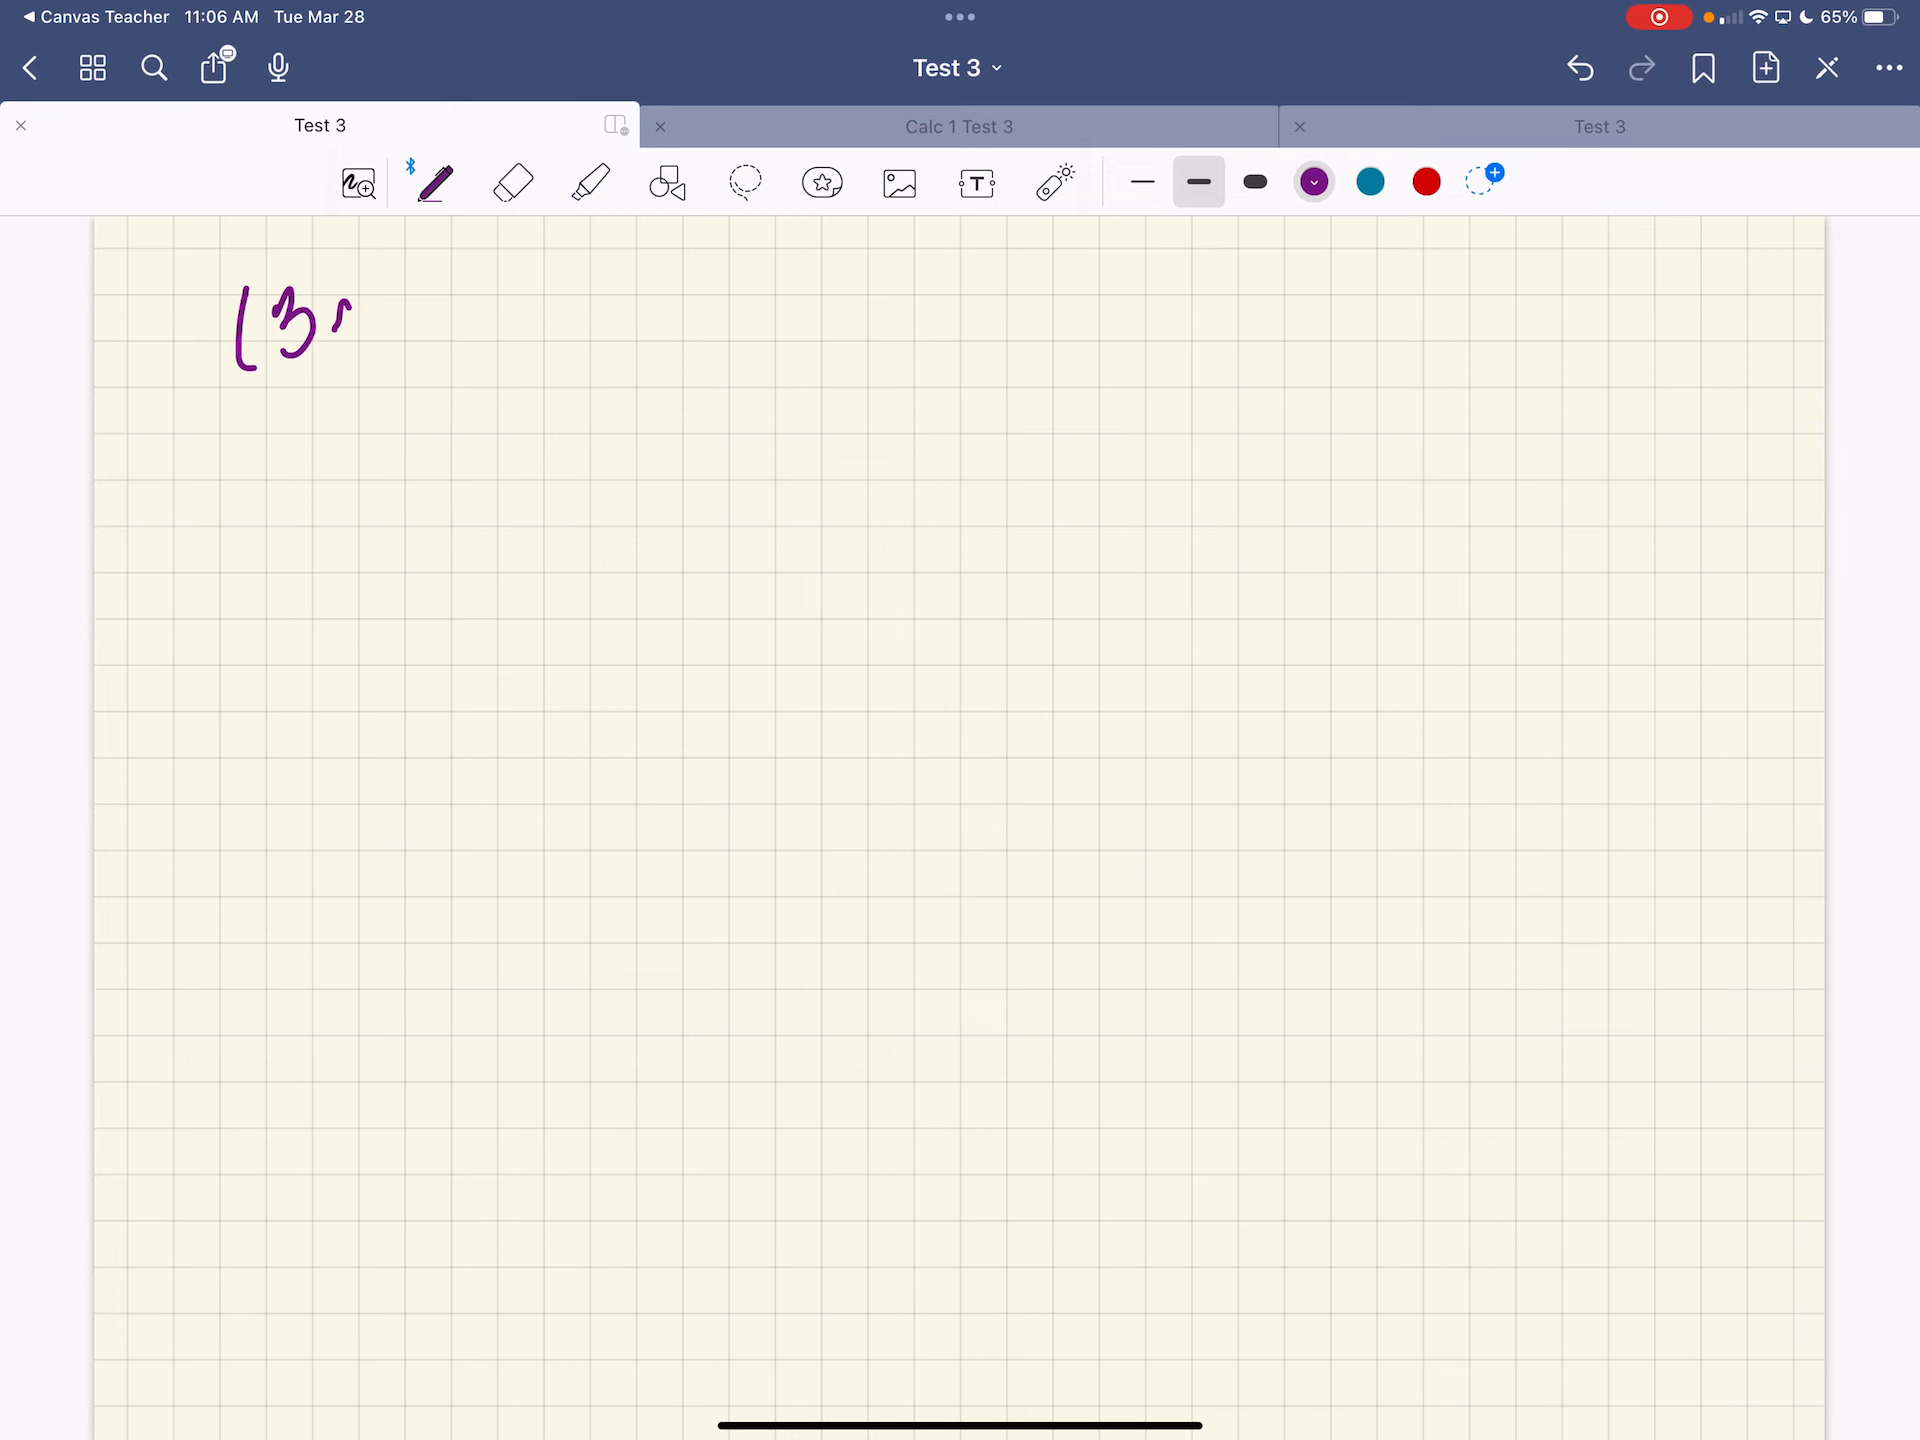 ◀ Canvas Teacher 11:06 AM Tue Mar 28 65%
Test 3
Test 3 Calc 1 Test 3 Test 3
T
(3